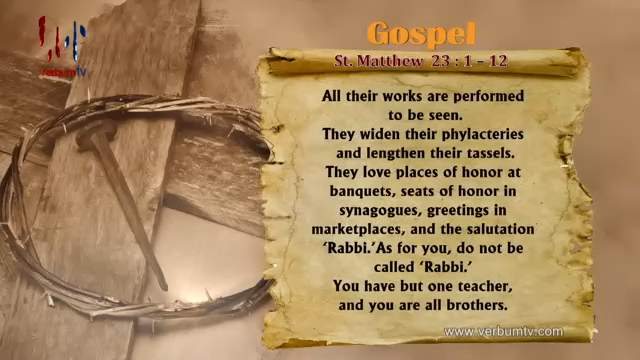 Gospel
St. Matthew 23 : 1 - 12
All their works are performed
to be seen.
They widen their phylacteries
and lengthen their tassels.
They love places of honor at
banquets, seats of honor in
synagogues, greetings in
marketplaces, and the salutation
‘Rabbi.’As for you, do not be
called ‘Rabbi.’
You have but one teacher,
and you are all brothers.
www.verbumtv.com